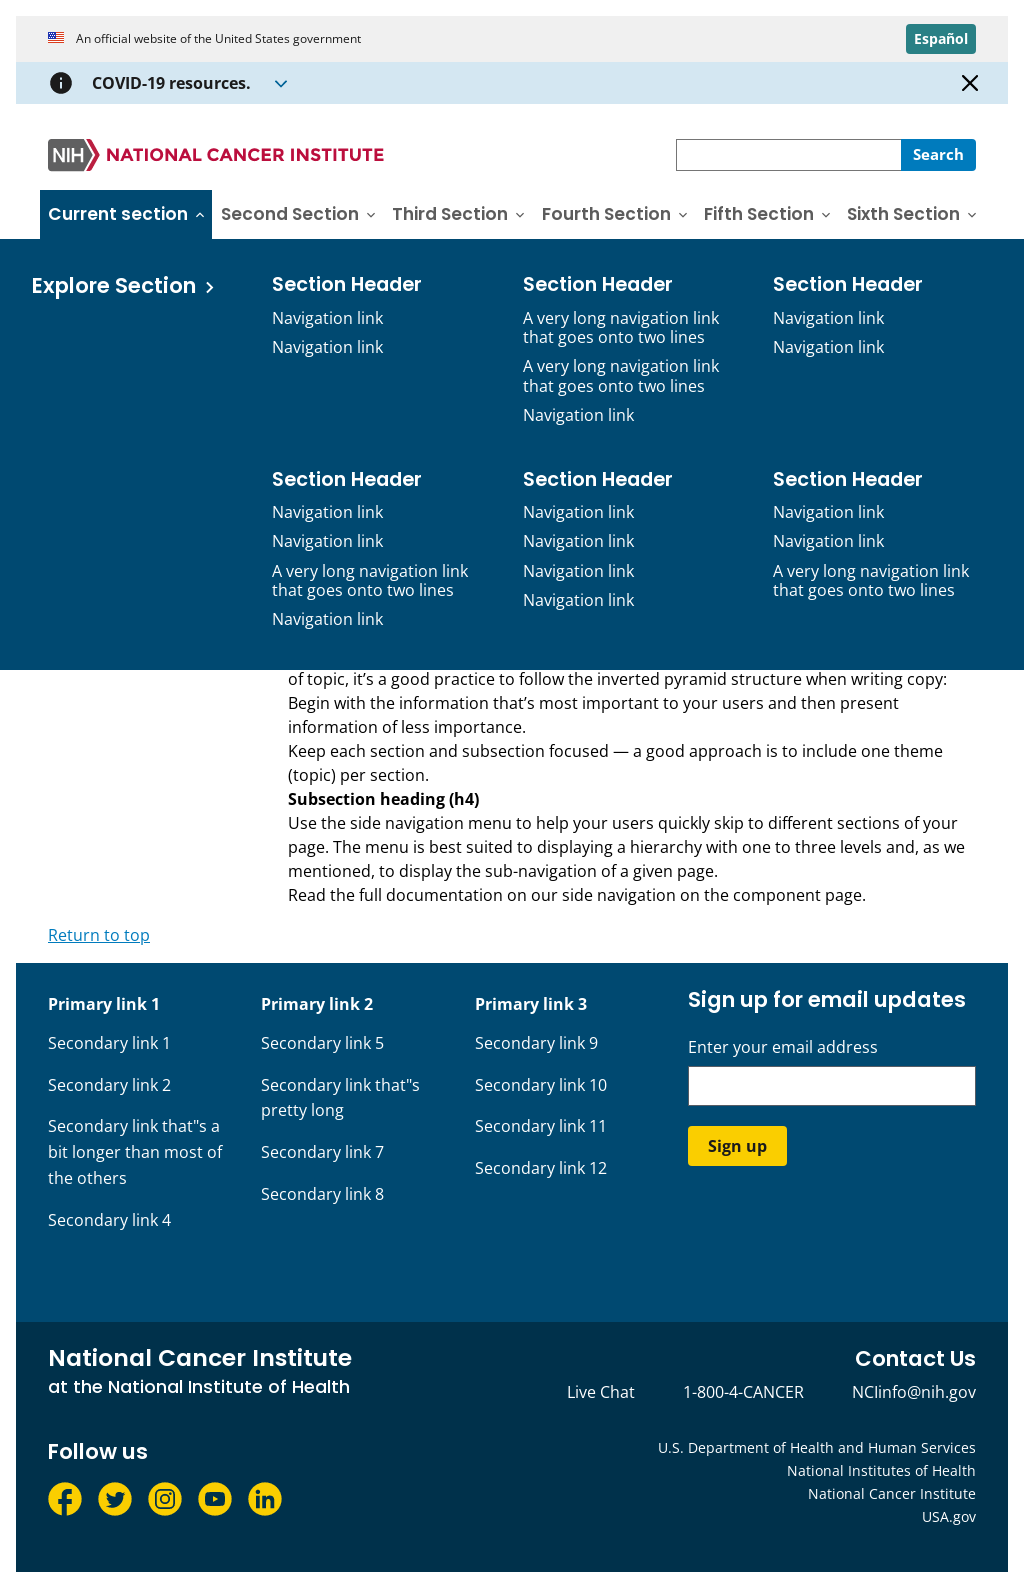 An official website of the United States government
Español
COVID-19 resources.
NIH NATIONAL CANCER INSTITUTE
Search
Current section
Second Section
Third Section
Fourth Section
Fifth Section
Sixth Section
Explore Section
Section Header
Navigation link
Navigation link
Section Header
A very long navigation link
that goes onto two lines
A very long navigation link
that goes onto two lines
Navigation link
Section Header
Navigation link
Navigation link
Section Header
Navigation link
Navigation link
A very long navigation link
that goes onto two lines
Navigation link
Section Header
Navigation link
Navigation link
Navigation link
Navigation link
Section Header
Navigation link
Navigation link
A very long navigation link
that goes onto two lines
of topic, it’s a good practice to follow the inverted pyramid structure when writing copy:
Begin with the information that’s most important to your users and then present
information of less importance.
Keep each section and subsection focused — a good approach is to include one theme
(topic) per section.
Subsection heading (h4)
Use the side navigation menu to help your users quickly skip to different sections of your
page. The menu is best suited to displaying a hierarchy with one to three levels and, as we
mentioned, to display the sub-navigation of a given page.
Read the full documentation on our side navigation on the component page.
Return to top
Primary link 1
Secondary link 1
Secondary link 2
Secondary link that"s a
bit longer than most of
the others
Secondary link 4
Primary link 2
Secondary link 5
Secondary link that"s
pretty long
Secondary link 7
Secondary link 8
Primary link 3
Secondary link 9
Secondary link 10
Secondary link 11
Secondary link 12
Sign up for email updates
Enter your email address
Sign up
National Cancer Institute
at the National Institute of Health
Contact Us
Live Chat
1-800-4-CANCER
NCIinfo@nih.gov
Follow us
U.S. Department of Health and Human Services
National Institutes of Health
National Cancer Institute
USA.gov